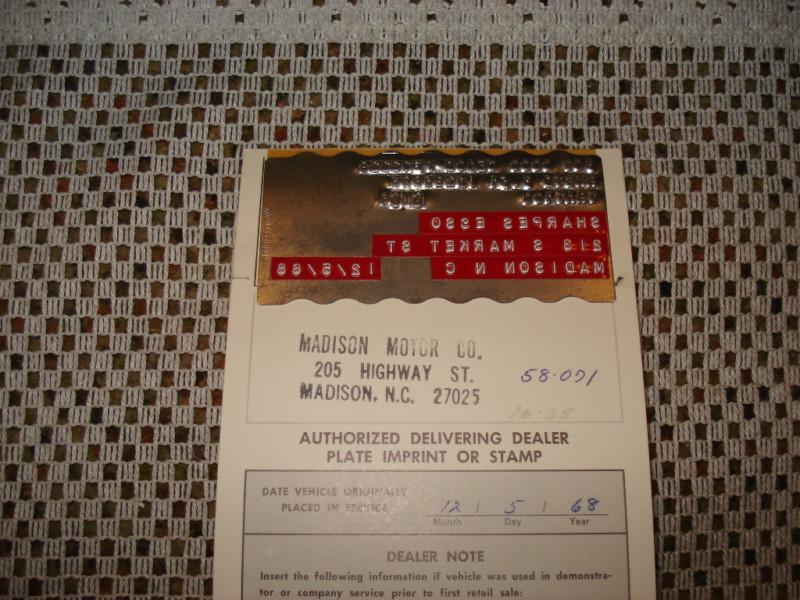 SHARPES ESSO
213 S MARKET ST
MADISON N C 12/5/68
MADISON MOTOR CO.
205 HIGHWAY ST. 58-071
MADISON, N.C. 27025
16-35
AUTHORIZED DELIVERING DEALER
PLATE IMPRINT OR STAMP
DATE VEHICLE ORIGINALLY
PLACED IN SERVICE 12 / 5 / 68
Month Day Year
DEALER NOTE
Insert the following information if vehicle was used in demonstra-
tor or company service prior to first retail sale: